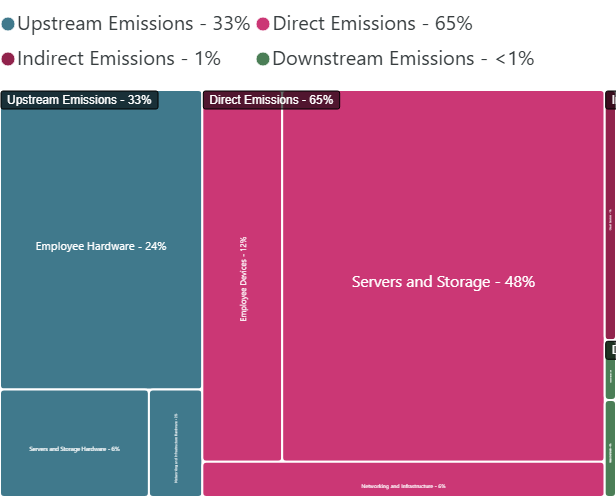 Upstream Emissions - 33% Direct Emissions - 65%
Indirect Emissions - 1% Downstream Emissions - <1%
Upstream Emissions - 33%
Direct Emissions - 65%
Employee Hardware - 24%
Employee Devices - 12%
Servers and Storage - 48%
Servers and Storage Hardware - 6%
Networking and Infrastructure - 6%